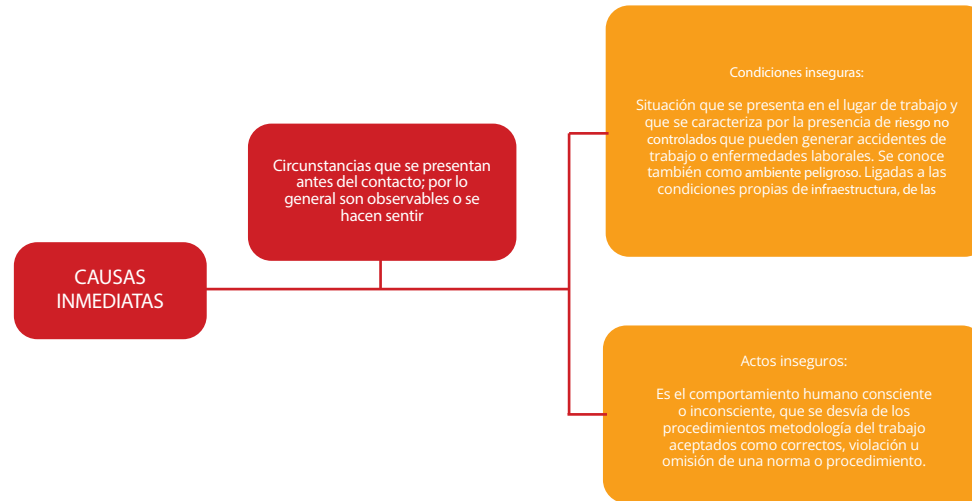 CAUSAS
INMEDIATAS
Circunstancias que se presentan
antes del contacto; por lo
general son observables o se
hacen sentir
Condiciones inseguras:
Situación que se presenta en el lugar de trabajo y
que se caracteriza por la presencia de riesgo no
controlados que pueden generar accidentes de
trabajo o enfermedades laborales. Se conoce
también como ambiente peligroso. Ligadas a las
condiciones propias de infraestructura, de las
Actos inseguros:
Es el comportamiento humano consciente
o inconsciente, que se desvía de los
procedimientos metodología del trabajo
aceptados como correctos, violación u
omisión de una norma o procedimiento.